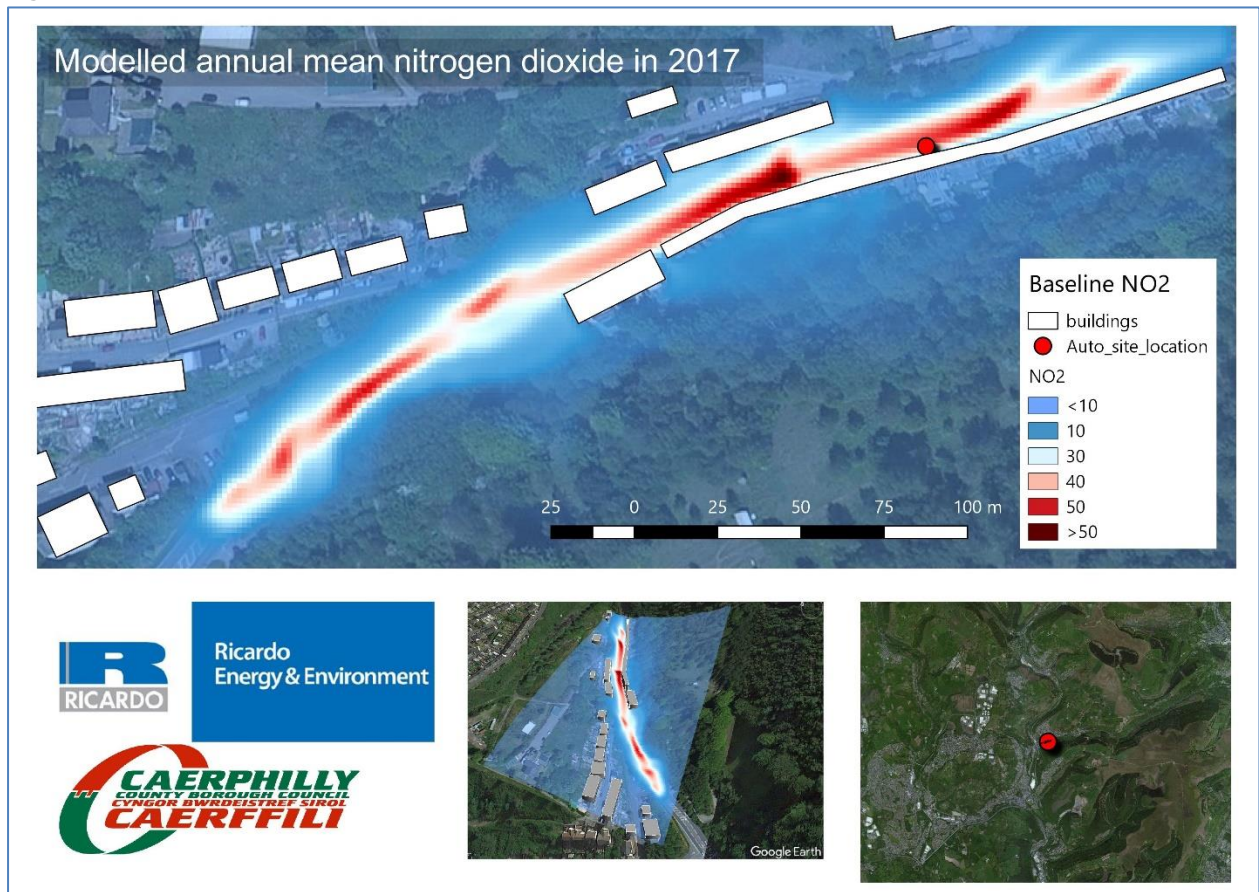 Modelled annual mean nitrogen dioxide in 2017
Baseline NO2
buildings
Auto_site_location
NO2
<10
10
30
40
50
>50
25 0 25 50 75 100 m
R
RICARDO
Ricardo
Energy & Environment
CAERPHILLY
COUNTY BOROUGH COUNCIL
CYNGOR BWRDEISTREF SIROL
CAERFFILI
Google Earth